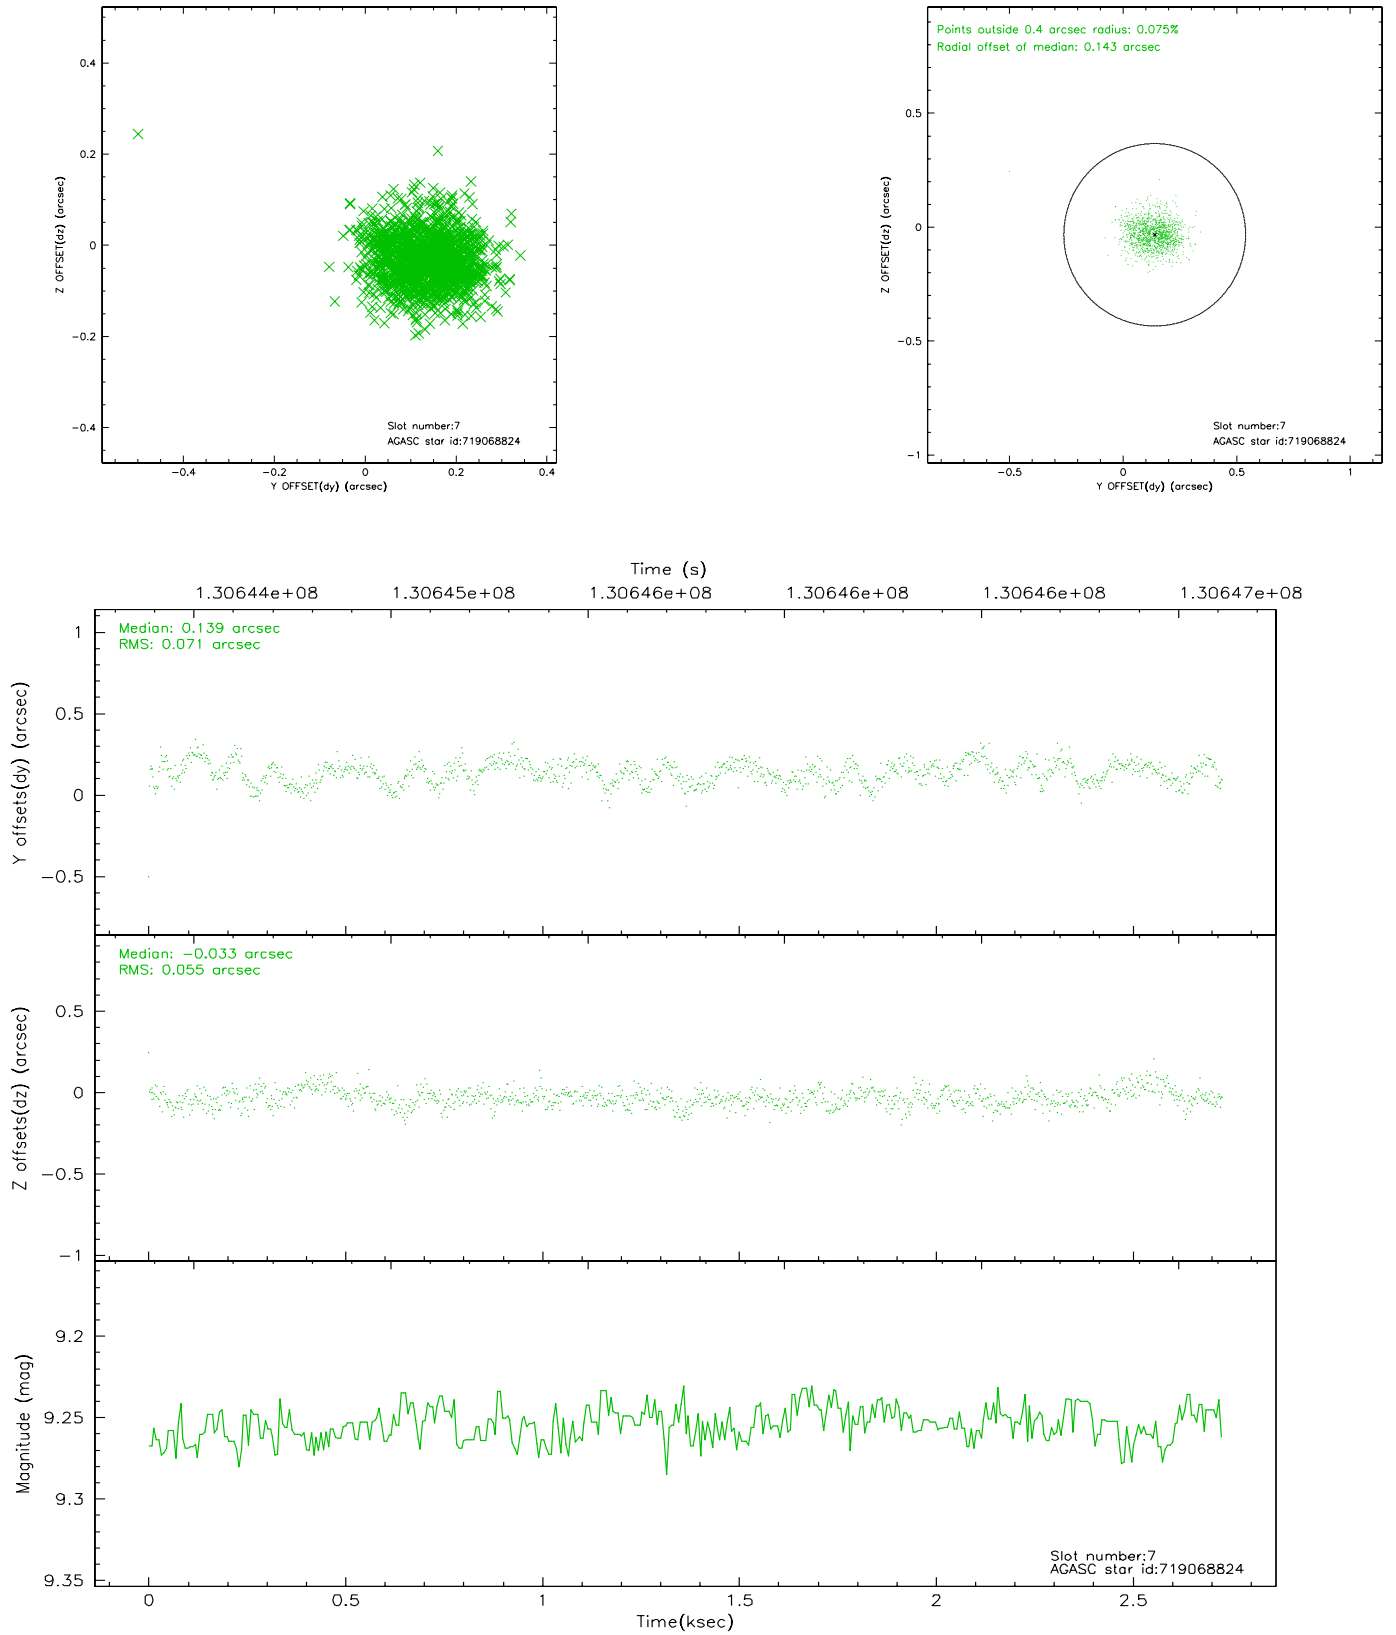 0.4
0.2
0
−0.2
−0.4
Z OFFSET(dz) (arcsec)
Slot number:7
AGASC star id:719068824
−0.4 −0.2 0 0.2 0.4
Y OFFSET(dy) (arcsec)
Points outside 0.4 arcsec radius: 0.075%
Radial offset of median: 0.143 arcsec
0.5
0
−0.5
−1
Z OFFSET(dz) (arcsec)
Slot number:7
AGASC star id:719068824
−0.5 0 0.5 1
Y OFFSET(dy) (arcsec)
Time (s)
1.30644e+08 1.30645e+08 1.30646e+08 1.30646e+08 1.30646e+08 1.30647e+08
Median: 0.139 arcsec
RMS: 0.071 arcsec
1
0.5
0
−0.5
Y offsets(dy) (arcsec)
Median: −0.033 arcsec
RMS: 0.055 arcsec
0.5
0
−0.5
−1
Z offsets(dz) (arcsec)
9.2
9.25
9.3
9.35
Magnitude (mag)
Slot number:7
AGASC star id:719068824
0 0.5 1 1.5 2 2.5
Time(ksec)